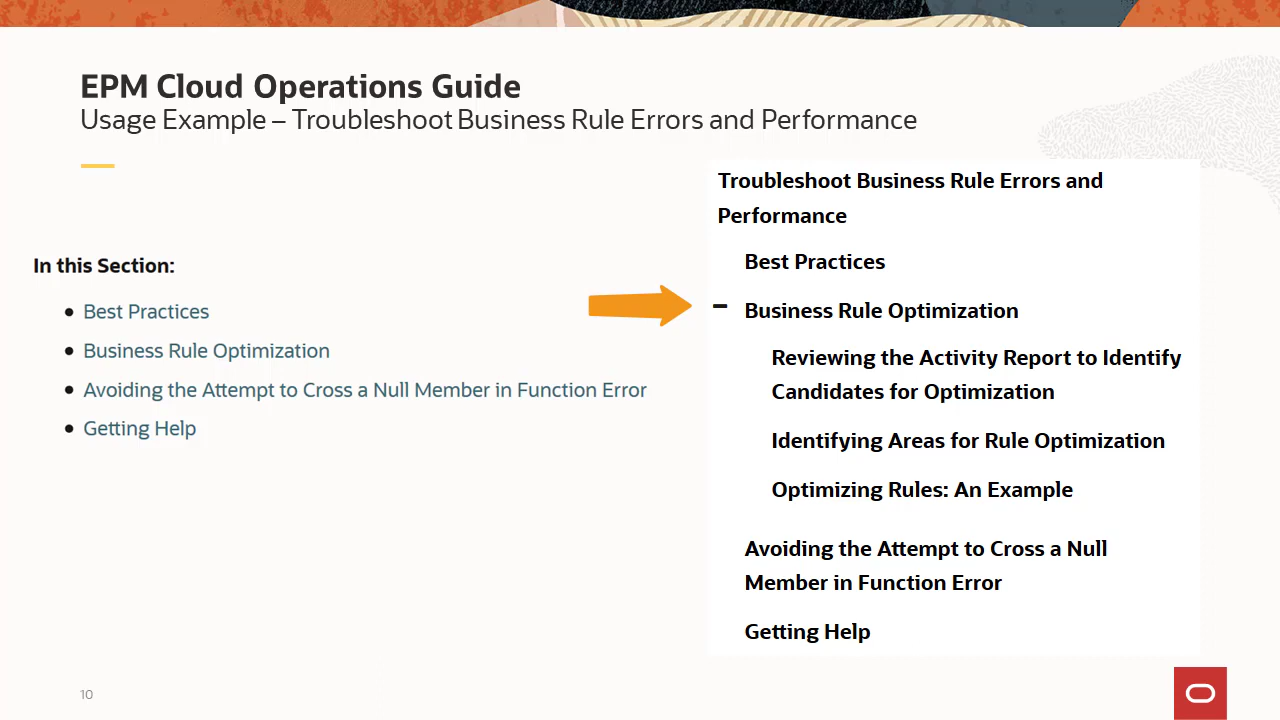 EPM Cloud Operations Guide
Usage Example – Troubleshoot Business Rule Errors and Performance
In this Section:
• Best Practices
• Business Rule Optimization
• Avoiding the Attempt to Cross a Null Member in Function Error
• Getting Help
Troubleshoot Business Rule Errors and
Performance
Best Practices
– Business Rule Optimization
Reviewing the Activity Report to Identify
Candidates for Optimization
Identifying Areas for Rule Optimization
Optimizing Rules: An Example
Avoiding the Attempt to Cross a Null
Member in Function Error
Getting Help
10